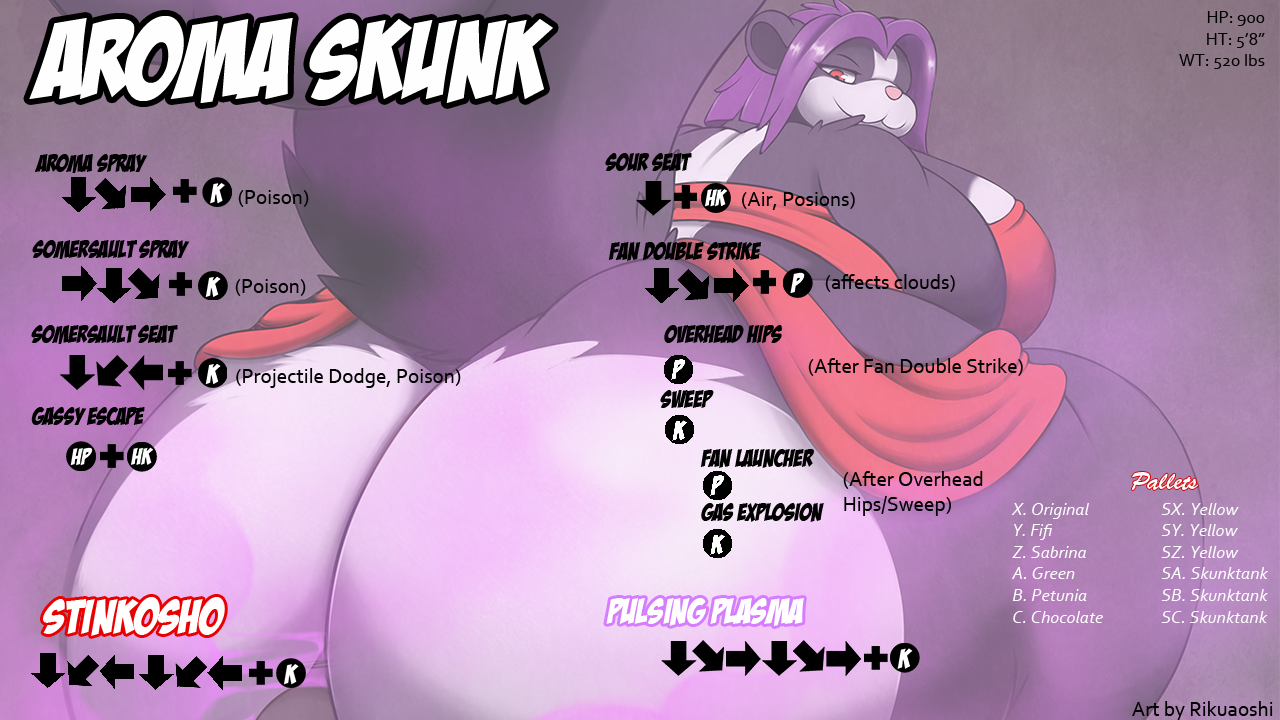 AROMA SKUNK
HP: 900
HT: 5'8"
WT: 520 lbs
AROMA SPRAY
+ K (Poison)
SOMERSAULT SPRAY
+ K (Poison)
SOMERSAULT SEAT
+ K (Projectile Dodge, Poison)
GASSY ESCAPE
HP + HK
SOUR SEAT
+ HK (Air, Posions)
FAN DOUBLE STRIKE
+ P (affects clouds)
OVERHEAD HIPS
P (After Fan Double Strike)
SWEEP
K
FAN LAUNCHER
P (After Overhead
Hips/Sweep)
GAS EXPLOSION
K
Pallets
X. Original
Y. Fifi
Z. Sabrina
A. Green
B. Petunia
C. Chocolate
SX. Yellow
SY. Yellow
SZ. Yellow
SA. Skunktank
SB. Skunktank
SC. Skunktank
STINKOSHO
+ K
PULSING PLASMA
+ K
Art by Rikuaoshi